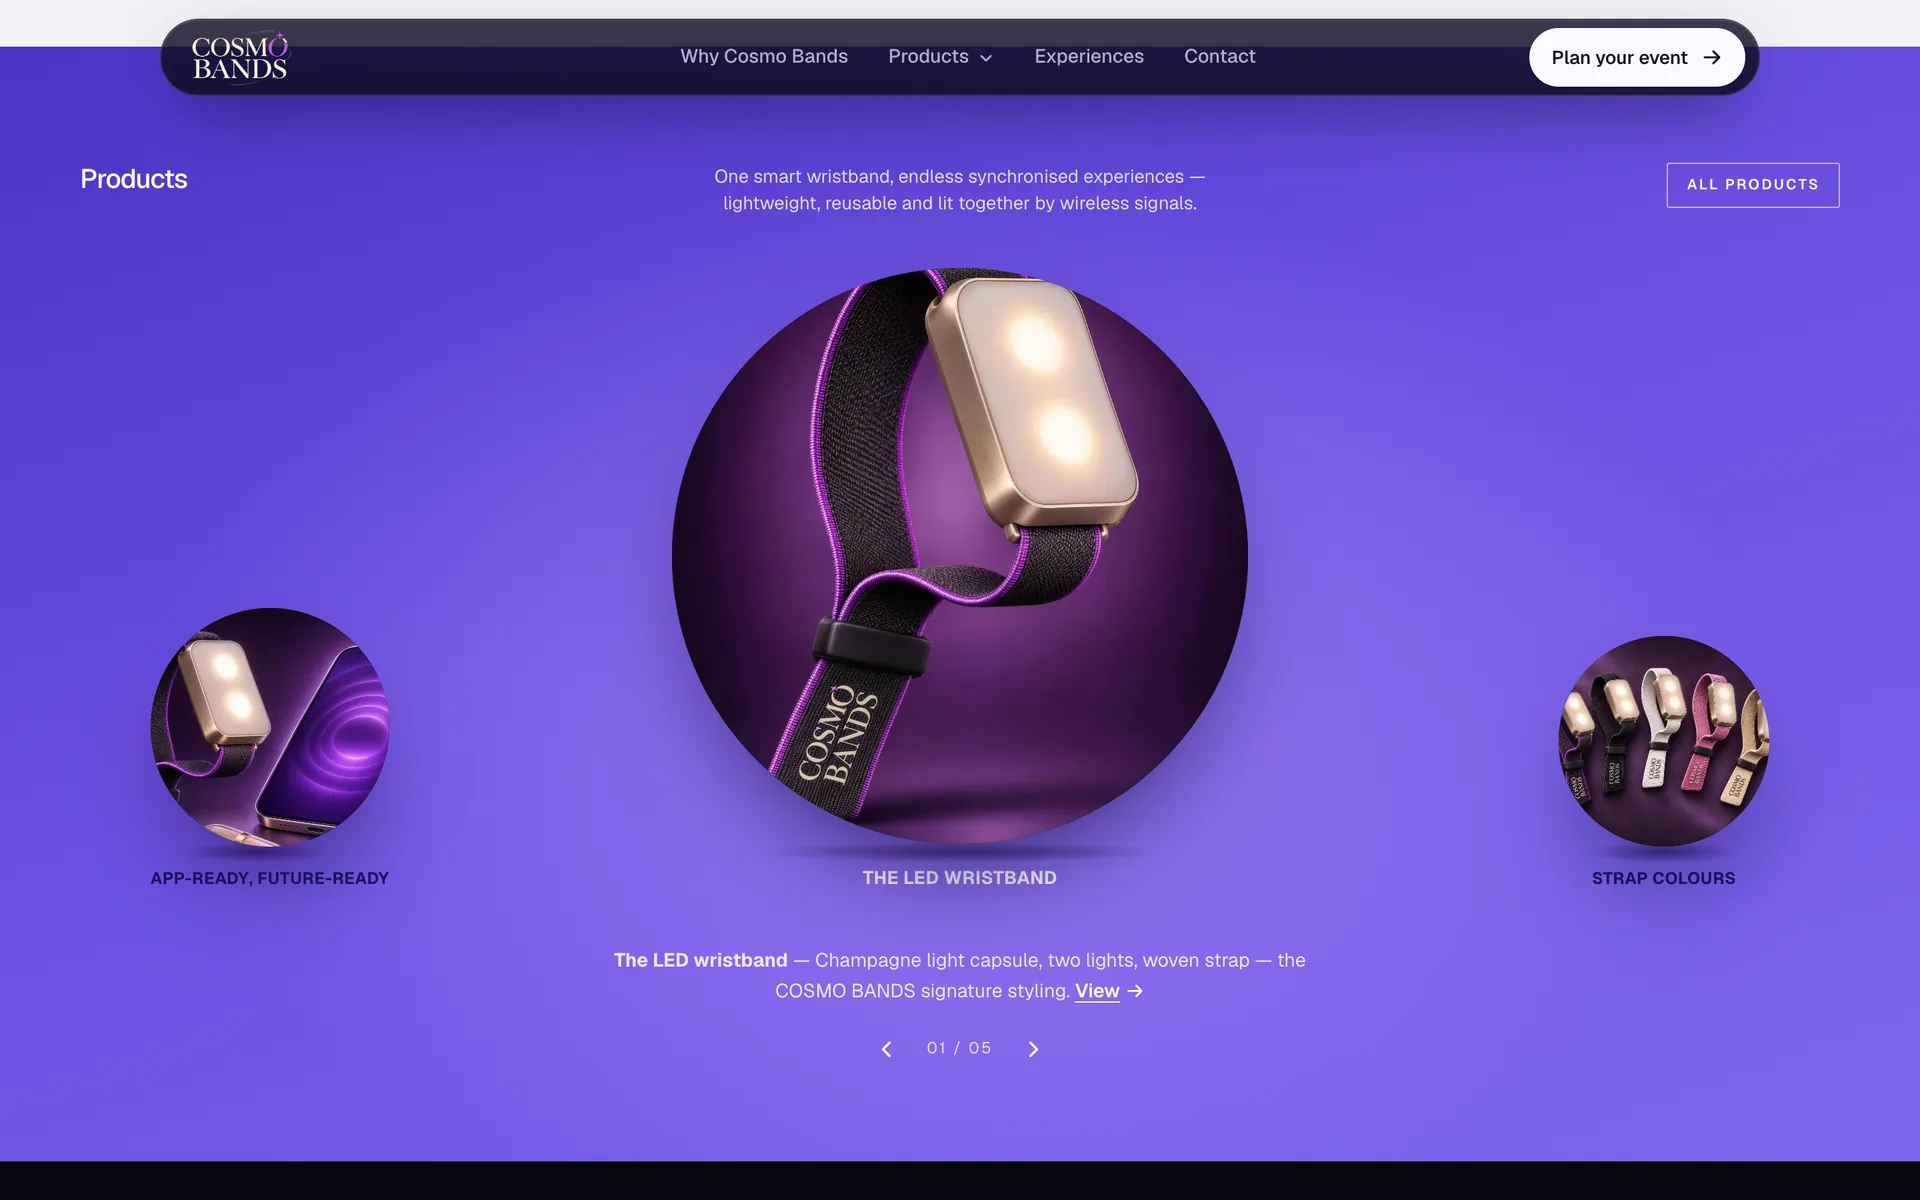 COSMO
BANDS
Why Cosmo Bands
Products
Experiences
Contact
Plan your event →
Products
One smart wristband, endless synchronised experiences —
lightweight, reusable and lit together by wireless signals.
ALL PRODUCTS
COSMO
BANDS
APP-READY, FUTURE-READY
THE LED WRISTBAND
STRAP COLOURS
The LED wristband — Champagne light capsule, two lights, woven strap — the
COSMO BANDS signature styling. View →
01 / 05